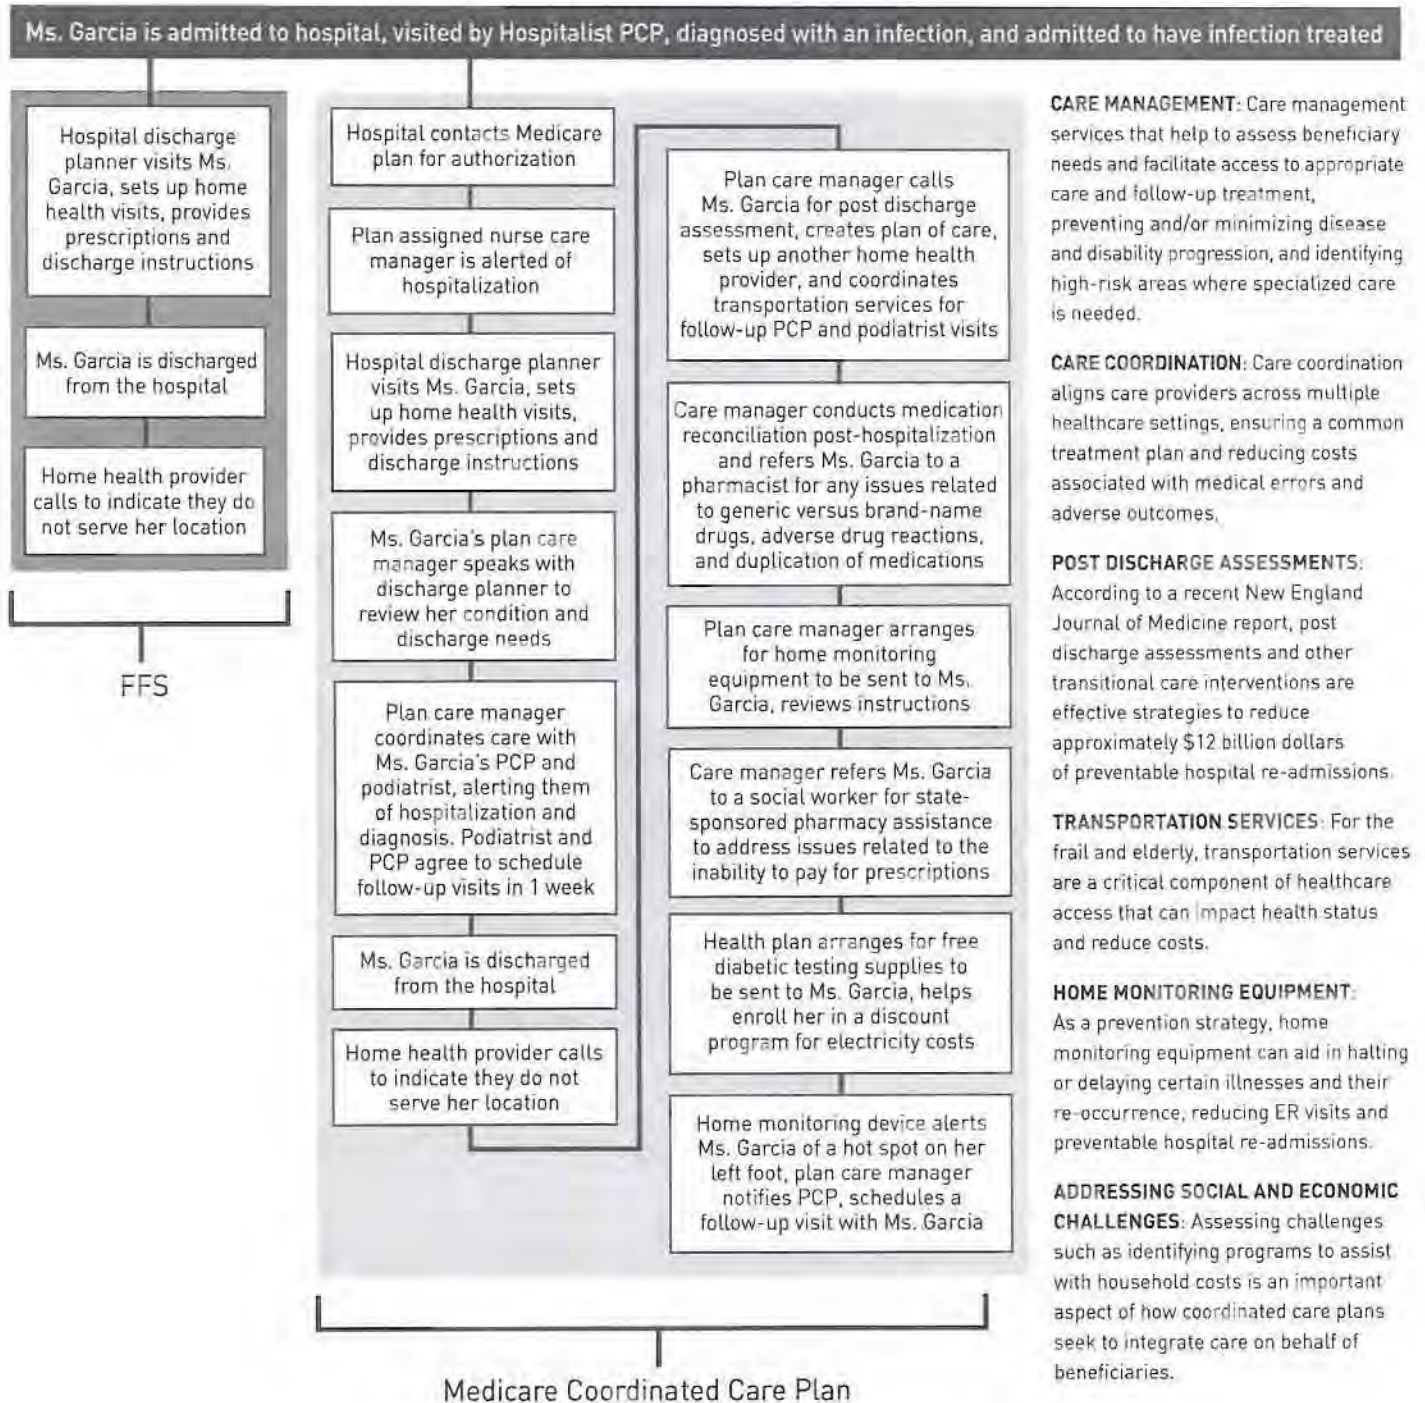 Ms. Garcia is admitted to hospital, visited by Hospitalist PCP, diagnosed with an infection, and admitted to have infection treated
Hospital discharge
planner visits Ms.
Garcia, sets up home
health visits, provides
prescriptions and
discharge instructions
Ms. Garcia is discharged
from the hospital
Home health provider
calls to indicate they do
not serve her location
FFS
Hospital contacts Medicare
plan for authorization
Plan assigned nurse care
manager is alerted of
hospitalization
Hospital discharge planner
visits Ms. Garcia, sets
up home health visits,
provides prescriptions and
discharge instructions
Ms. Garcia's plan care
manager speaks with
discharge planner to
review her condition and
discharge needs
Plan care manager
coordinates care with
Ms. Garcia's PCP and
podiatrist, alerting them
of hospitalization and
diagnosis. Podiatrist and
PCP agree to schedule
follow-up visits in 1 week
Ms. Garcia is discharged
from the hospital
Home health provider calls
to indicate they do not
serve her location
Plan care manager calls
Ms. Garcia for post discharge
assessment, creates plan of care,
sets up another home health
provider, and coordinates
transportation services for
follow-up PCP and podiatrist visits
Care manager conducts medication
reconciliation post-hospitalization
and refers Ms. Garcia to a
pharmacist for any issues related
to generic versus brand-name
drugs, adverse drug reactions,
and duplication of medications
Plan care manager arranges
for home monitoring
equipment to be sent to Ms.
Garcia, reviews instructions
Care manager refers Ms. Garcia
to a social worker for state-
sponsored pharmacy assistance
to address issues related to the
inability to pay for prescriptions
Health plan arranges for free
diabetic testing supplies to
be sent to Ms. Garcia, helps
enroll her in a discount
program for electricity costs
Home monitoring device alerts
Ms. Garcia of a hot spot on her
left foot, plan care manager
notifies PCP, schedules a
follow-up visit with Ms. Garcia
Medicare Coordinated Care Plan
CARE MANAGEMENT: Care management
services that help to assess beneficiary
needs and facilitate access to appropriate
care and follow-up treatment,
preventing and/or minimizing disease
and disability progression, and identifying
high-risk areas where specialized care
is needed.
CARE COORDINATION: Care coordination
aligns care providers across multiple
healthcare settings, ensuring a common
treatment plan and reducing costs
associated with medical errors and
adverse outcomes.
POST DISCHARGE ASSESSMENTS:
According to a recent New England
Journal of Medicine report, post
discharge assessments and other
transitional care interventions are
effective strategies to reduce
approximately $12 billion dollars
of preventable hospital re-admissions.
TRANSPORTATION SERVICES: For the
frail and elderly, transportation services
are a critical component of healthcare
access that can impact health status
and reduce costs.
HOME MONITORING EQUIPMENT:
As a prevention strategy, home
monitoring equipment can aid in halting
or delaying certain illnesses and their
re-occurrence, reducing ER visits and
preventable hospital re-admissions.
ADDRESSING SOCIAL AND ECONOMIC
CHALLENGES: Assessing challenges
such as identifying programs to assist
with household costs is an important
aspect of how coordinated care plans
seek to integrate care on behalf of
beneficiaries.